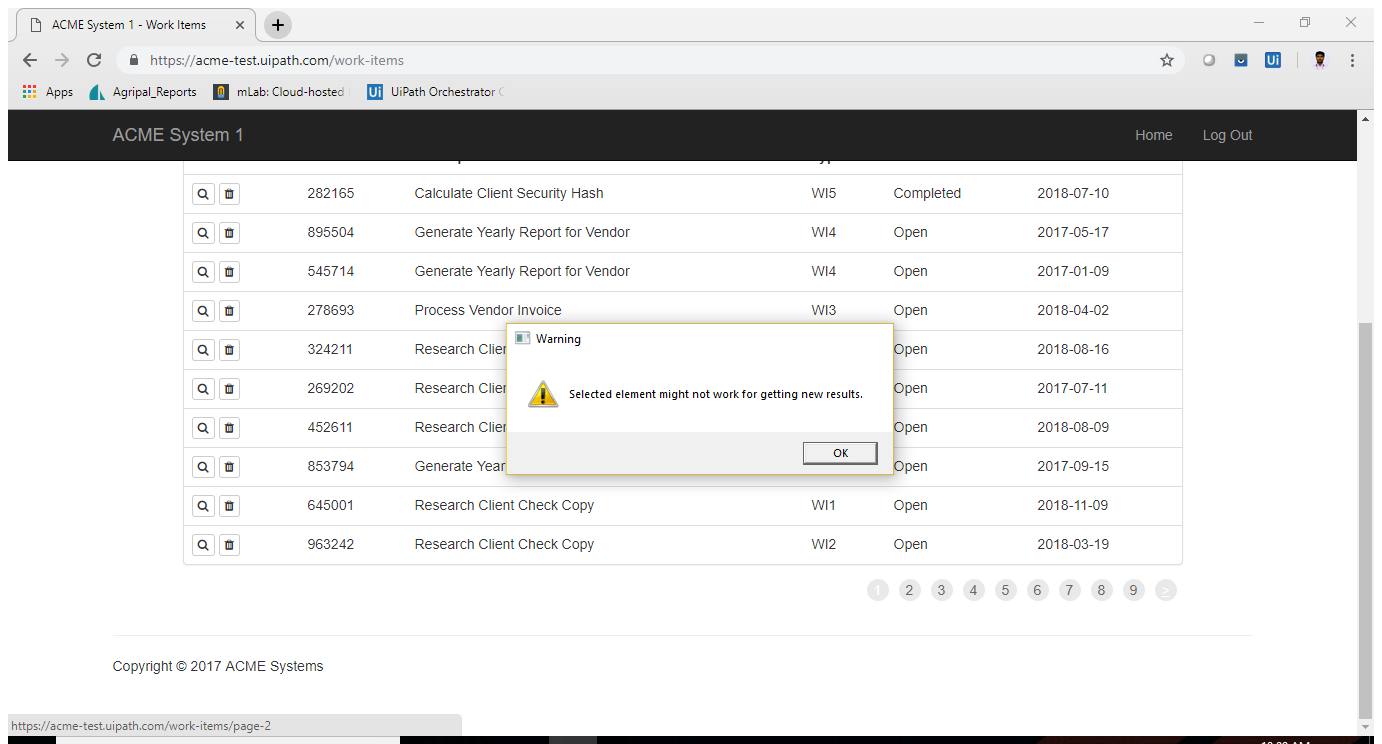 ACME System 1 - Work Items
https://acme-test.uipath.com/work-items
Apps Agripal_Reports mLab: Cloud-hosted Ui UiPath Orchestrator
ACME System 1 Home Log Out
282165 Calculate Client Security Hash WI5 Completed 2018-07-10
895504 Generate Yearly Report for Vendor WI4 Open 2017-05-17
545714 Generate Yearly Report for Vendor WI4 Open 2017-01-09
278693 Process Vendor Invoice WI3 Open 2018-04-02
324211 Research Clier Open 2018-08-16
269202 Research Clier Open 2017-07-11
452611 Research Clier Open 2018-08-09
853794 Generate Year Open 2017-09-15
645001 Research Client Check Copy WI1 Open 2018-11-09
963242 Research Client Check Copy WI2 Open 2018-03-19
Warning
Selected element might not work for getting new results.
OK
1 2 3 4 5 6 7 8 9 >
Copyright © 2017 ACME Systems
https://acme-test.uipath.com/work-items/page-2